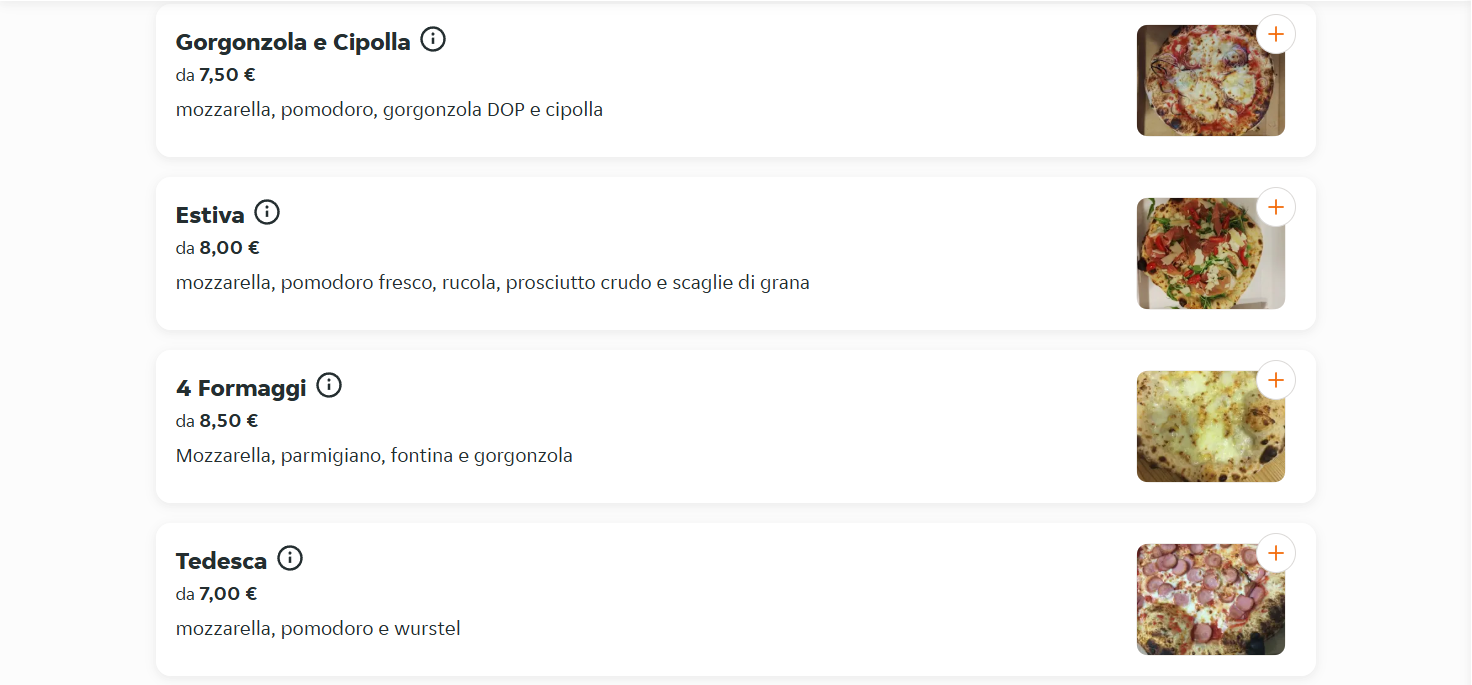 Gorgonzola e Cipolla
da 7,50 €
mozzarella, pomodoro, gorgonzola DOP e cipolla
Estiva
da 8,00 €
mozzarella, pomodoro fresco, rucola, prosciutto crudo e scaglie di grana
4 Formaggi
da 8,50 €
Mozzarella, parmigiano, fontina e gorgonzola
Tedesca
da 7,00 €
mozzarella, pomodoro e wurstel